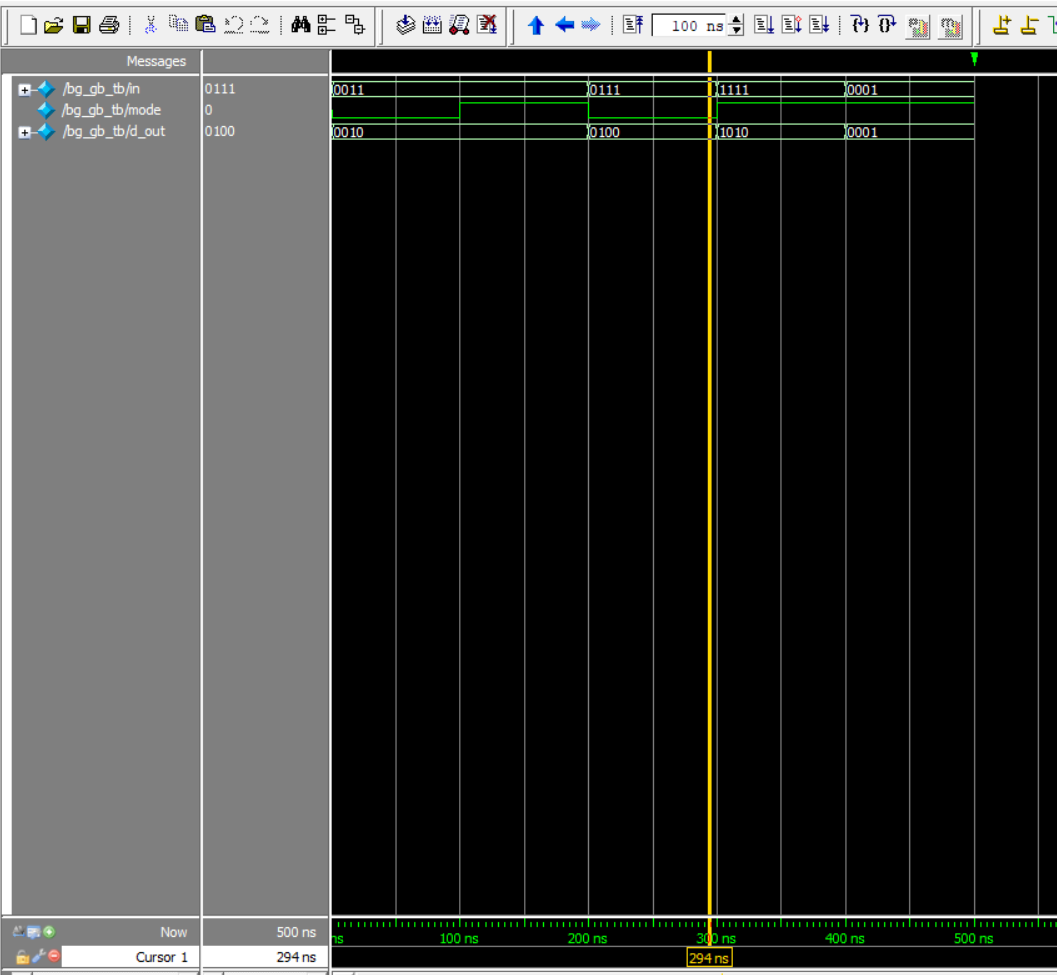 100 ns
Messages
/bg_gb_tb/in 0111 0011 0111 1111 0001
/bg_gb_tb/mode 0
/bg_gb_tb/d_out 0100 0010 0100 1010 0001
Now 500 ns ns 100 ns 200 ns 300 ns 400 ns 500 ns
Cursor 1 294 ns 294 ns